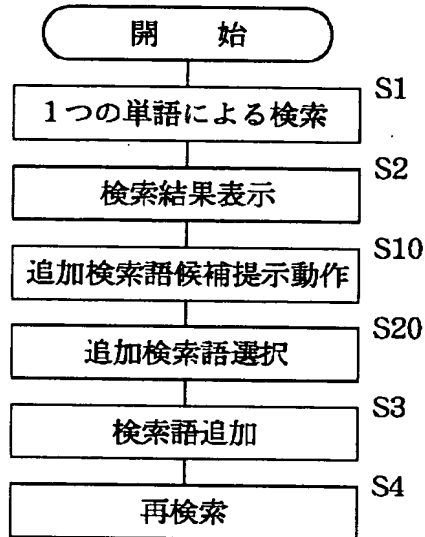 開 始
S1
1つの単語による検索
S2
検索結果表示
S10
追加検索語候補提示動作
S20
追加検索語選択
S3
検索語追加
S4
再検索